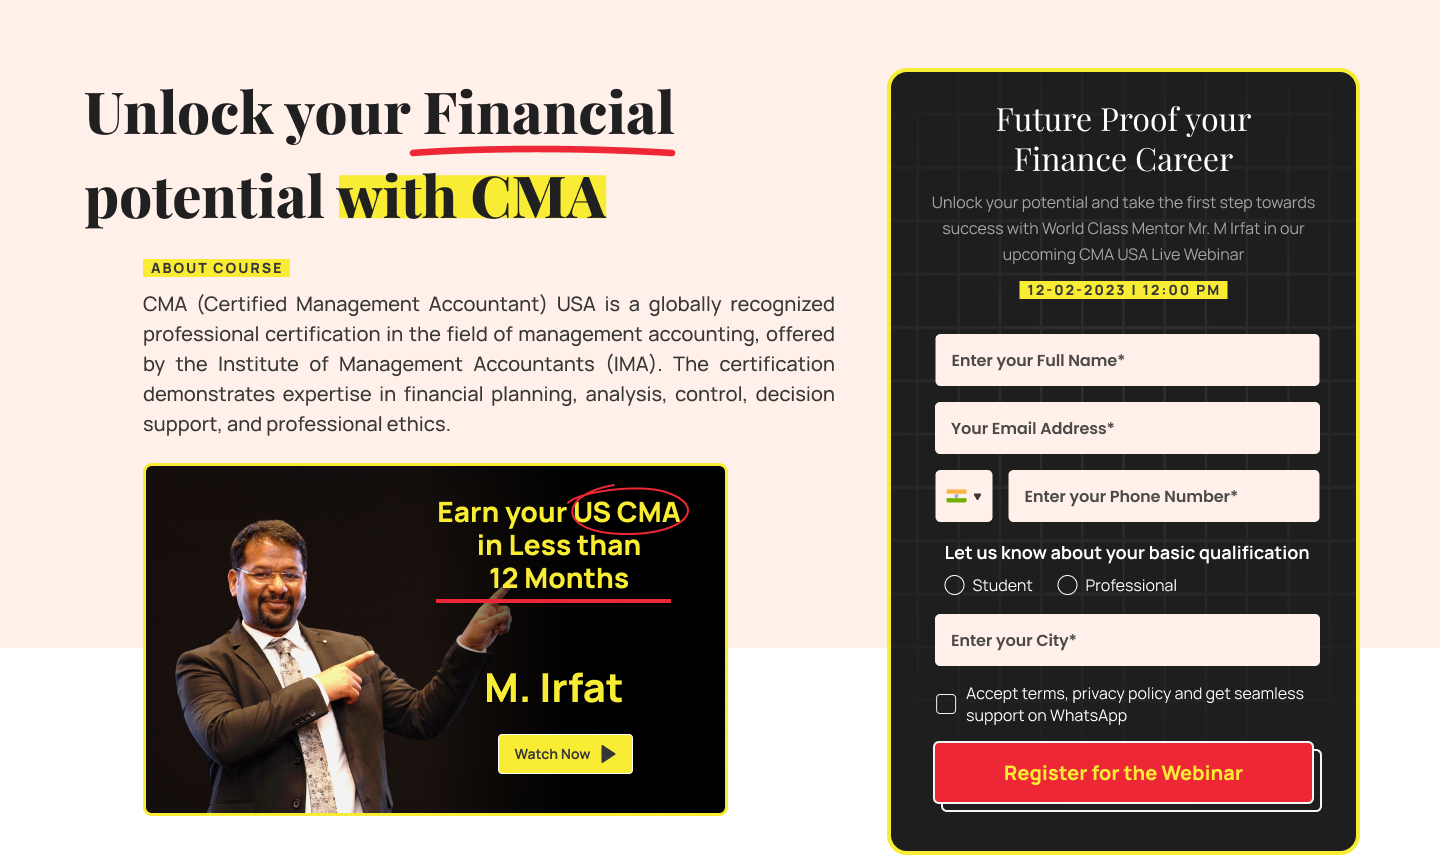 Unlock your Financial
potential with CMA
ABOUT COURSE
CMA (Certified Management Accountant) USA is a globally recognized
professional certification in the field of management accounting, offered
by the Institute of Management Accountants (IMA). The certification
demonstrates expertise in financial planning, analysis, control, decision
support, and professional ethics.
Earn your US CMA
in Less than
12 Months
M. Irfat
Watch Now
Future Proof your
Finance Career
Unlock your potential and take the first step towards
success with World Class Mentor Mr. M Irfat in our
upcoming CMA USA Live Webinar
12-02-2023 | 12:00 PM
Enter your Full Name*
Your Email Address*
Enter your Phone Number*
Let us know about your basic qualification
Student Professional
Enter your City*
Accept terms, privacy policy and get seamless
support on WhatsApp
Register for the Webinar